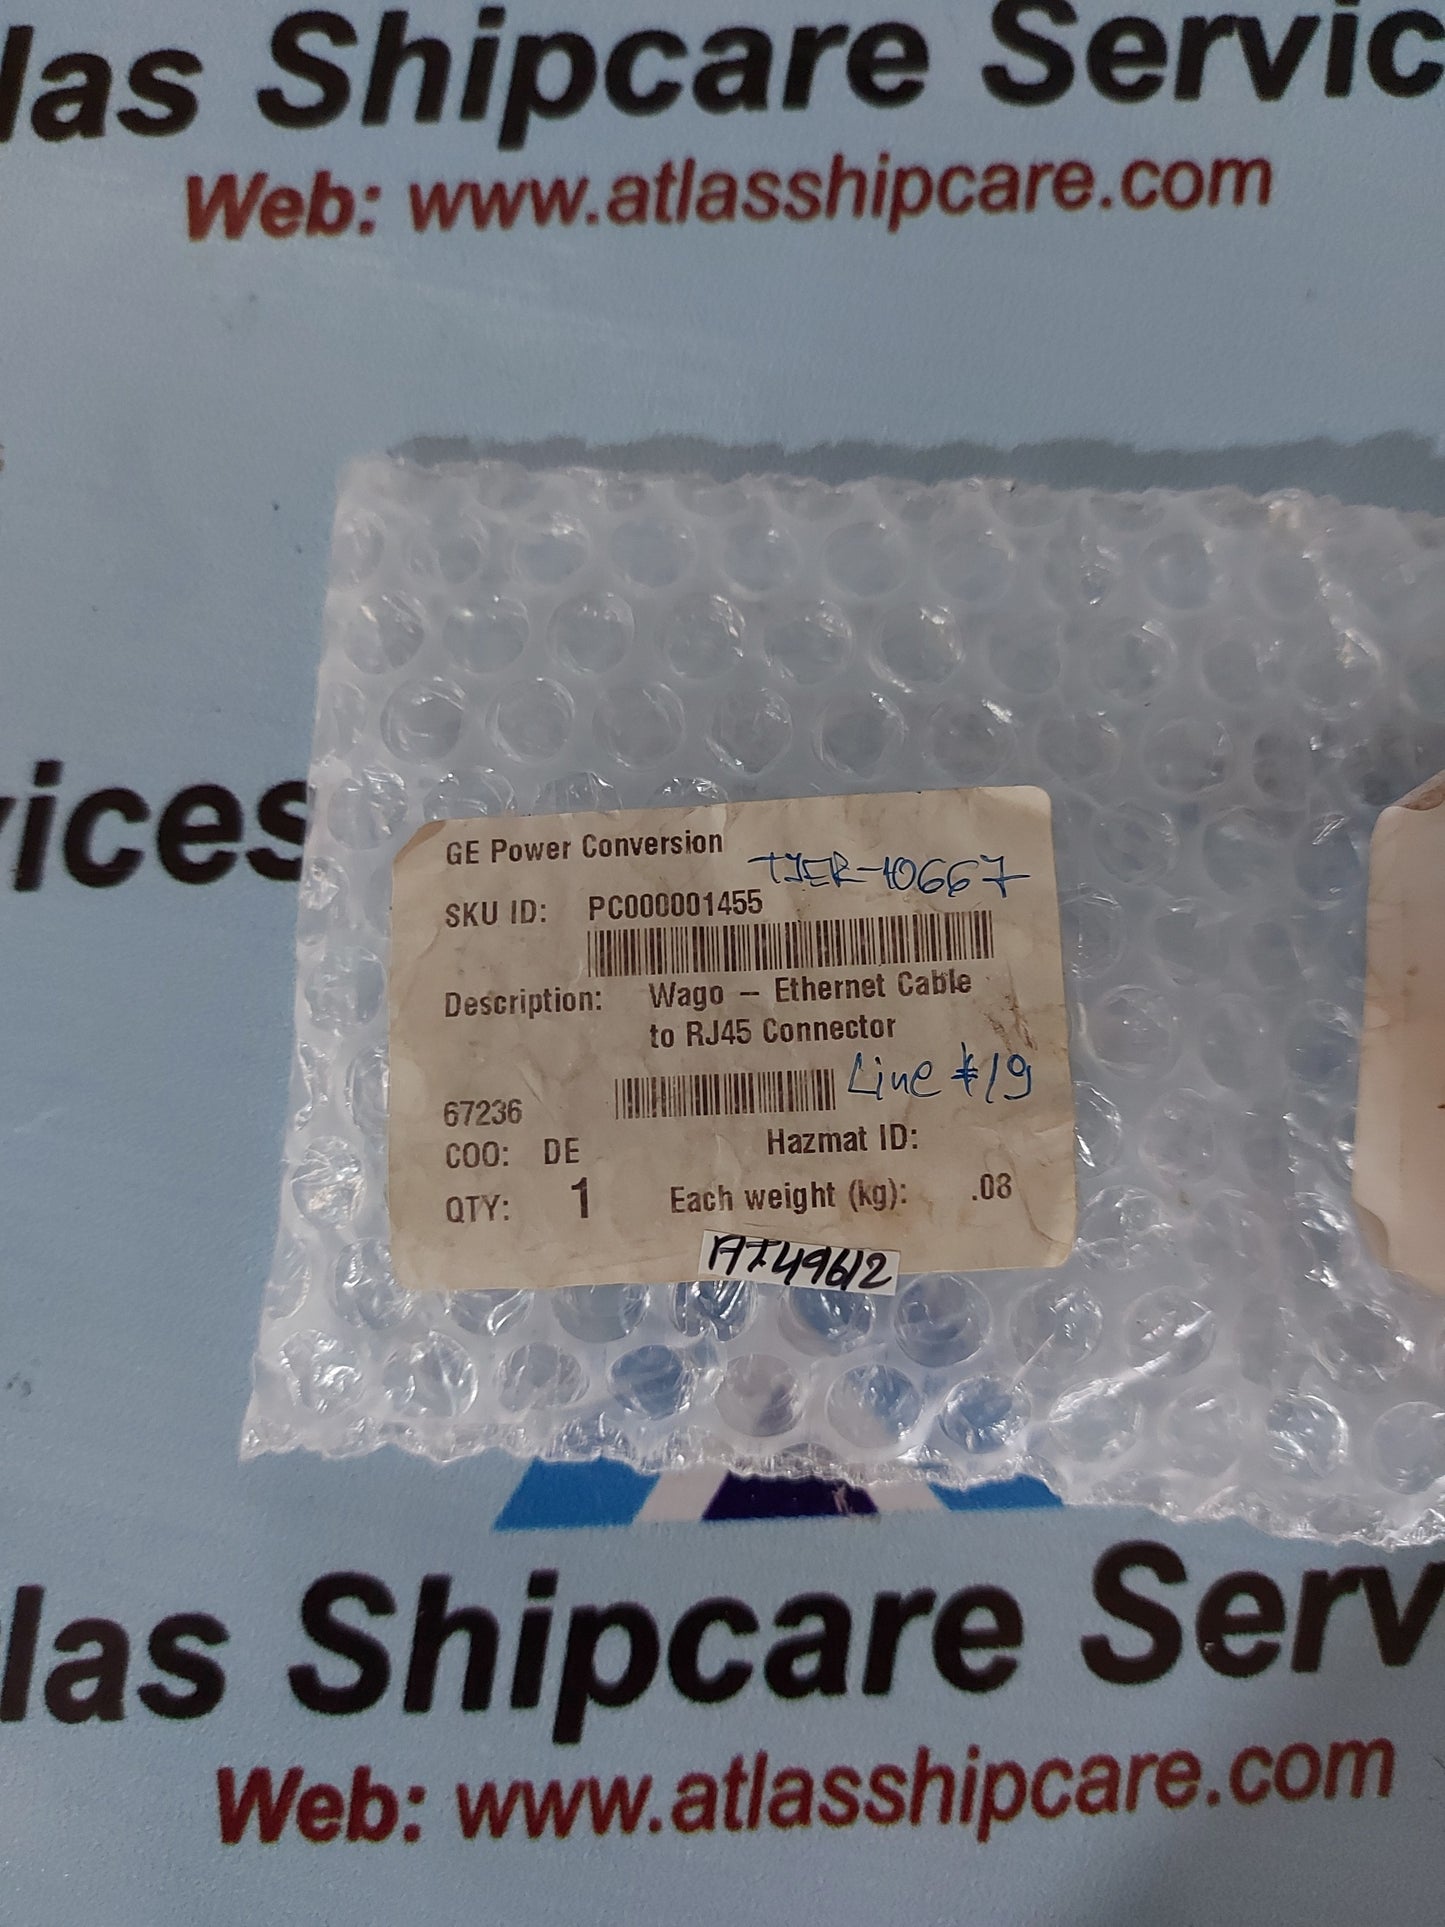 las Shipcare Servic
Web: www.atlasshipcare.com
vices
GE Power Conversion
TJER-10667
SKU ID: PC000001455
Description: Wago – Ethernet Cable
to RJ45 Connector
Line #19
67236
COO: DE Hazmat ID:
QTY: 1 Each weight (kg): .08
AT49612
las Shipcare Serv
Web: www.atlasshipcare.com